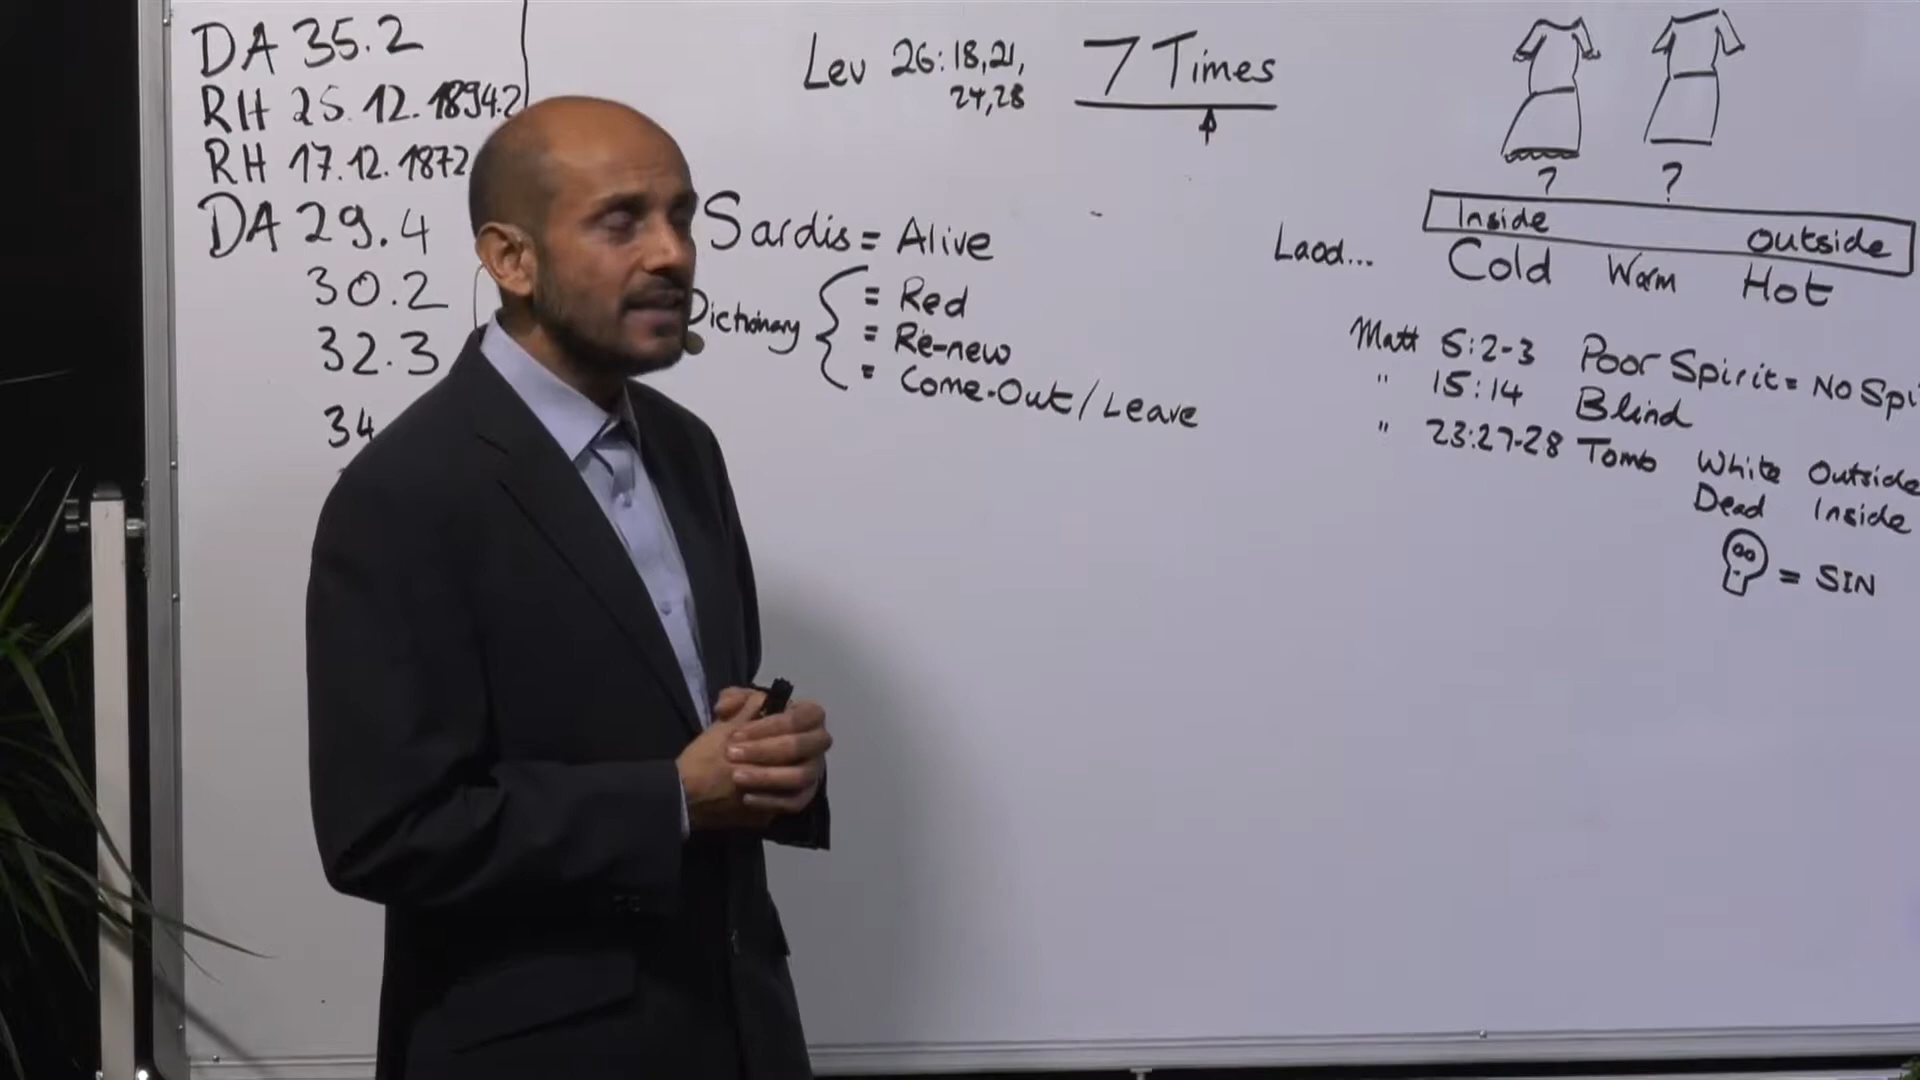 DA 35.2
RH 25.12.1894.2
RH 17.12.1872
DA 29.4
30.2
32.3
34
Lev 26:18,21,
24,28
7 Times
Sardis = Alive
Dictionary
= Red
= Re-new
= Come-Out/Leave
? ?
Inside Outside
Laod... Cold Warm Hot
Matt 5:2-3 Poor Spirit = No Spi
" 15:14 Blind
" 23:27-28 Tomb White Outside
Dead Inside
= SIN